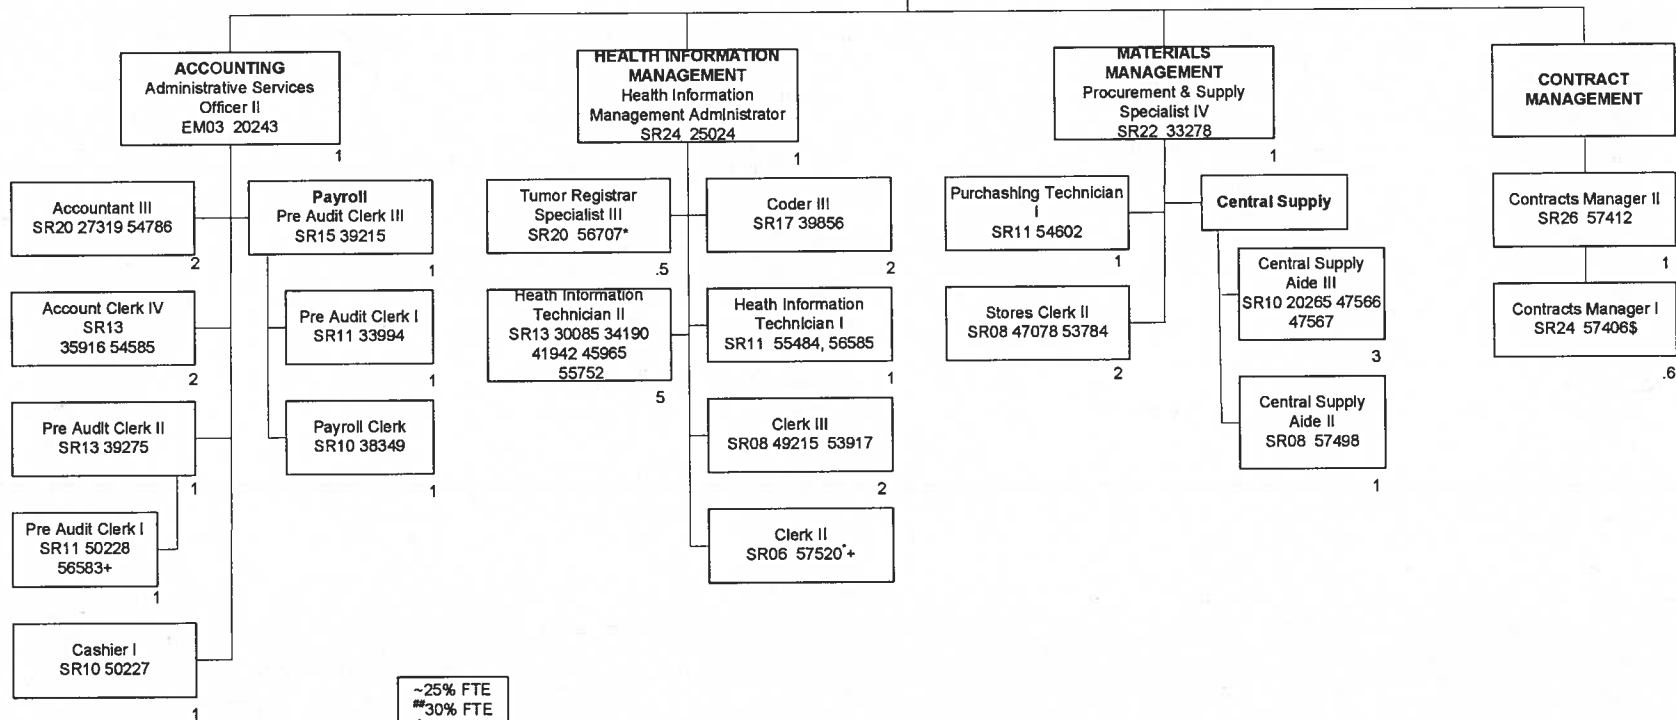 ACCOUNTING
Administrative Services
Officer II
EM03 20243
1
Accountant III
SR20 27319 54786
2
Payroll
Pre Audit Clerk III
SR15 39215
1
Account Clerk IV
SR13
35916 54585
2
Pre Audit Clerk I
SR11 33994
1
Pre Audit Clerk II
SR13 39275
1
Payroll Clerk
SR10 38349
1
Pre Audit Clerk I
SR11 50228
56583+
1
Cashier I
SR10 50227
1
HEALTH INFORMATION
MANAGEMENT
Health Information
Management Administrator
SR24 25024
1
Tumor Registrar
Specialist III
SR20 56707*
.5
Coder III
SR17 39856
2
Heath Information
Technician II
SR13 30085 34190
41942 45965
55752
5
Heath Information
Technician I
SR11 55484, 56585
1
Clerk III
SR08 49215 53917
2
Clerk II
SR06 57520*+
MATERIALS
MANAGEMENT
Procurement & Supply
Specialist IV
SR22 33278
1
Purchashing Technician
I
SR11 54602
1
Central Supply
Stores Clerk II
SR08 47078 53784
2
Central Supply
Aide III
SR10 20265 47566
47567
3
Central Supply
Aide II
SR08 57498
1
CONTRACT
MANAGEMENT
Contracts Manager II
SR26 57412
1
Contracts Manager I
SR24 57406$
.6
~25% FTE
##30% FTE